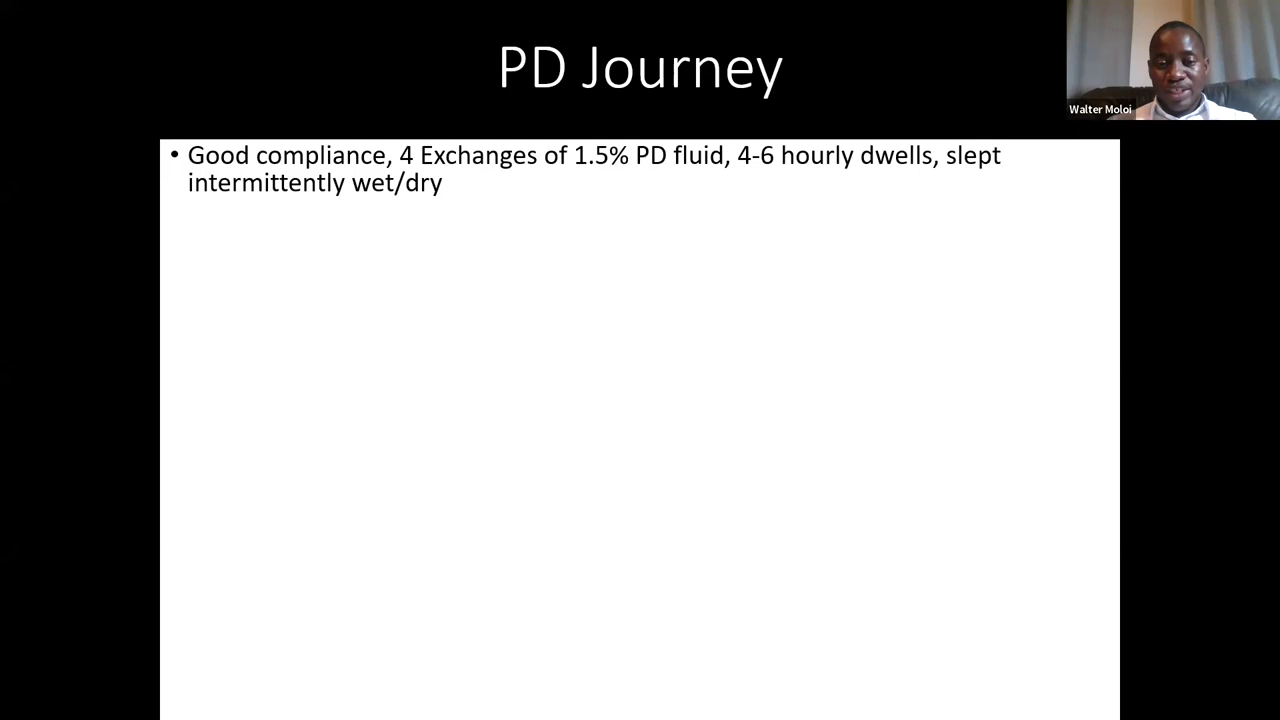 PD Journey
Walter Moloi
• Good compliance, 4 Exchanges of 1.5% PD fluid, 4-6 hourly dwells, slept
intermittently wet/dry